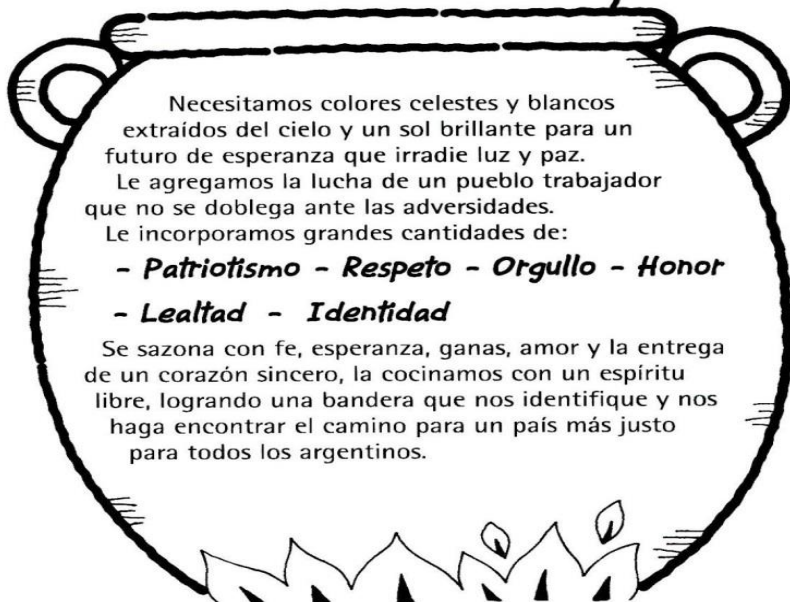 Necesitamos colores celestes y blancos
extraídos del cielo y un sol brillante para un
futuro de esperanza que irradie luz y paz.
Le agregamos la lucha de un pueblo trabajador
que no se doblega ante las adversidades.
Le incorporamos grandes cantidades de:
- Patriotismo - Respeto - Orgullo - Honor
- Lealtad - Identidad
Se sazona con fe, esperanza, ganas, amor y la entrega
de un corazón sincero, la cocinamos con un espíritu
libre, logrando una bandera que nos identifique y nos
haga encontrar el camino para un país más justo
para todos los argentinos.